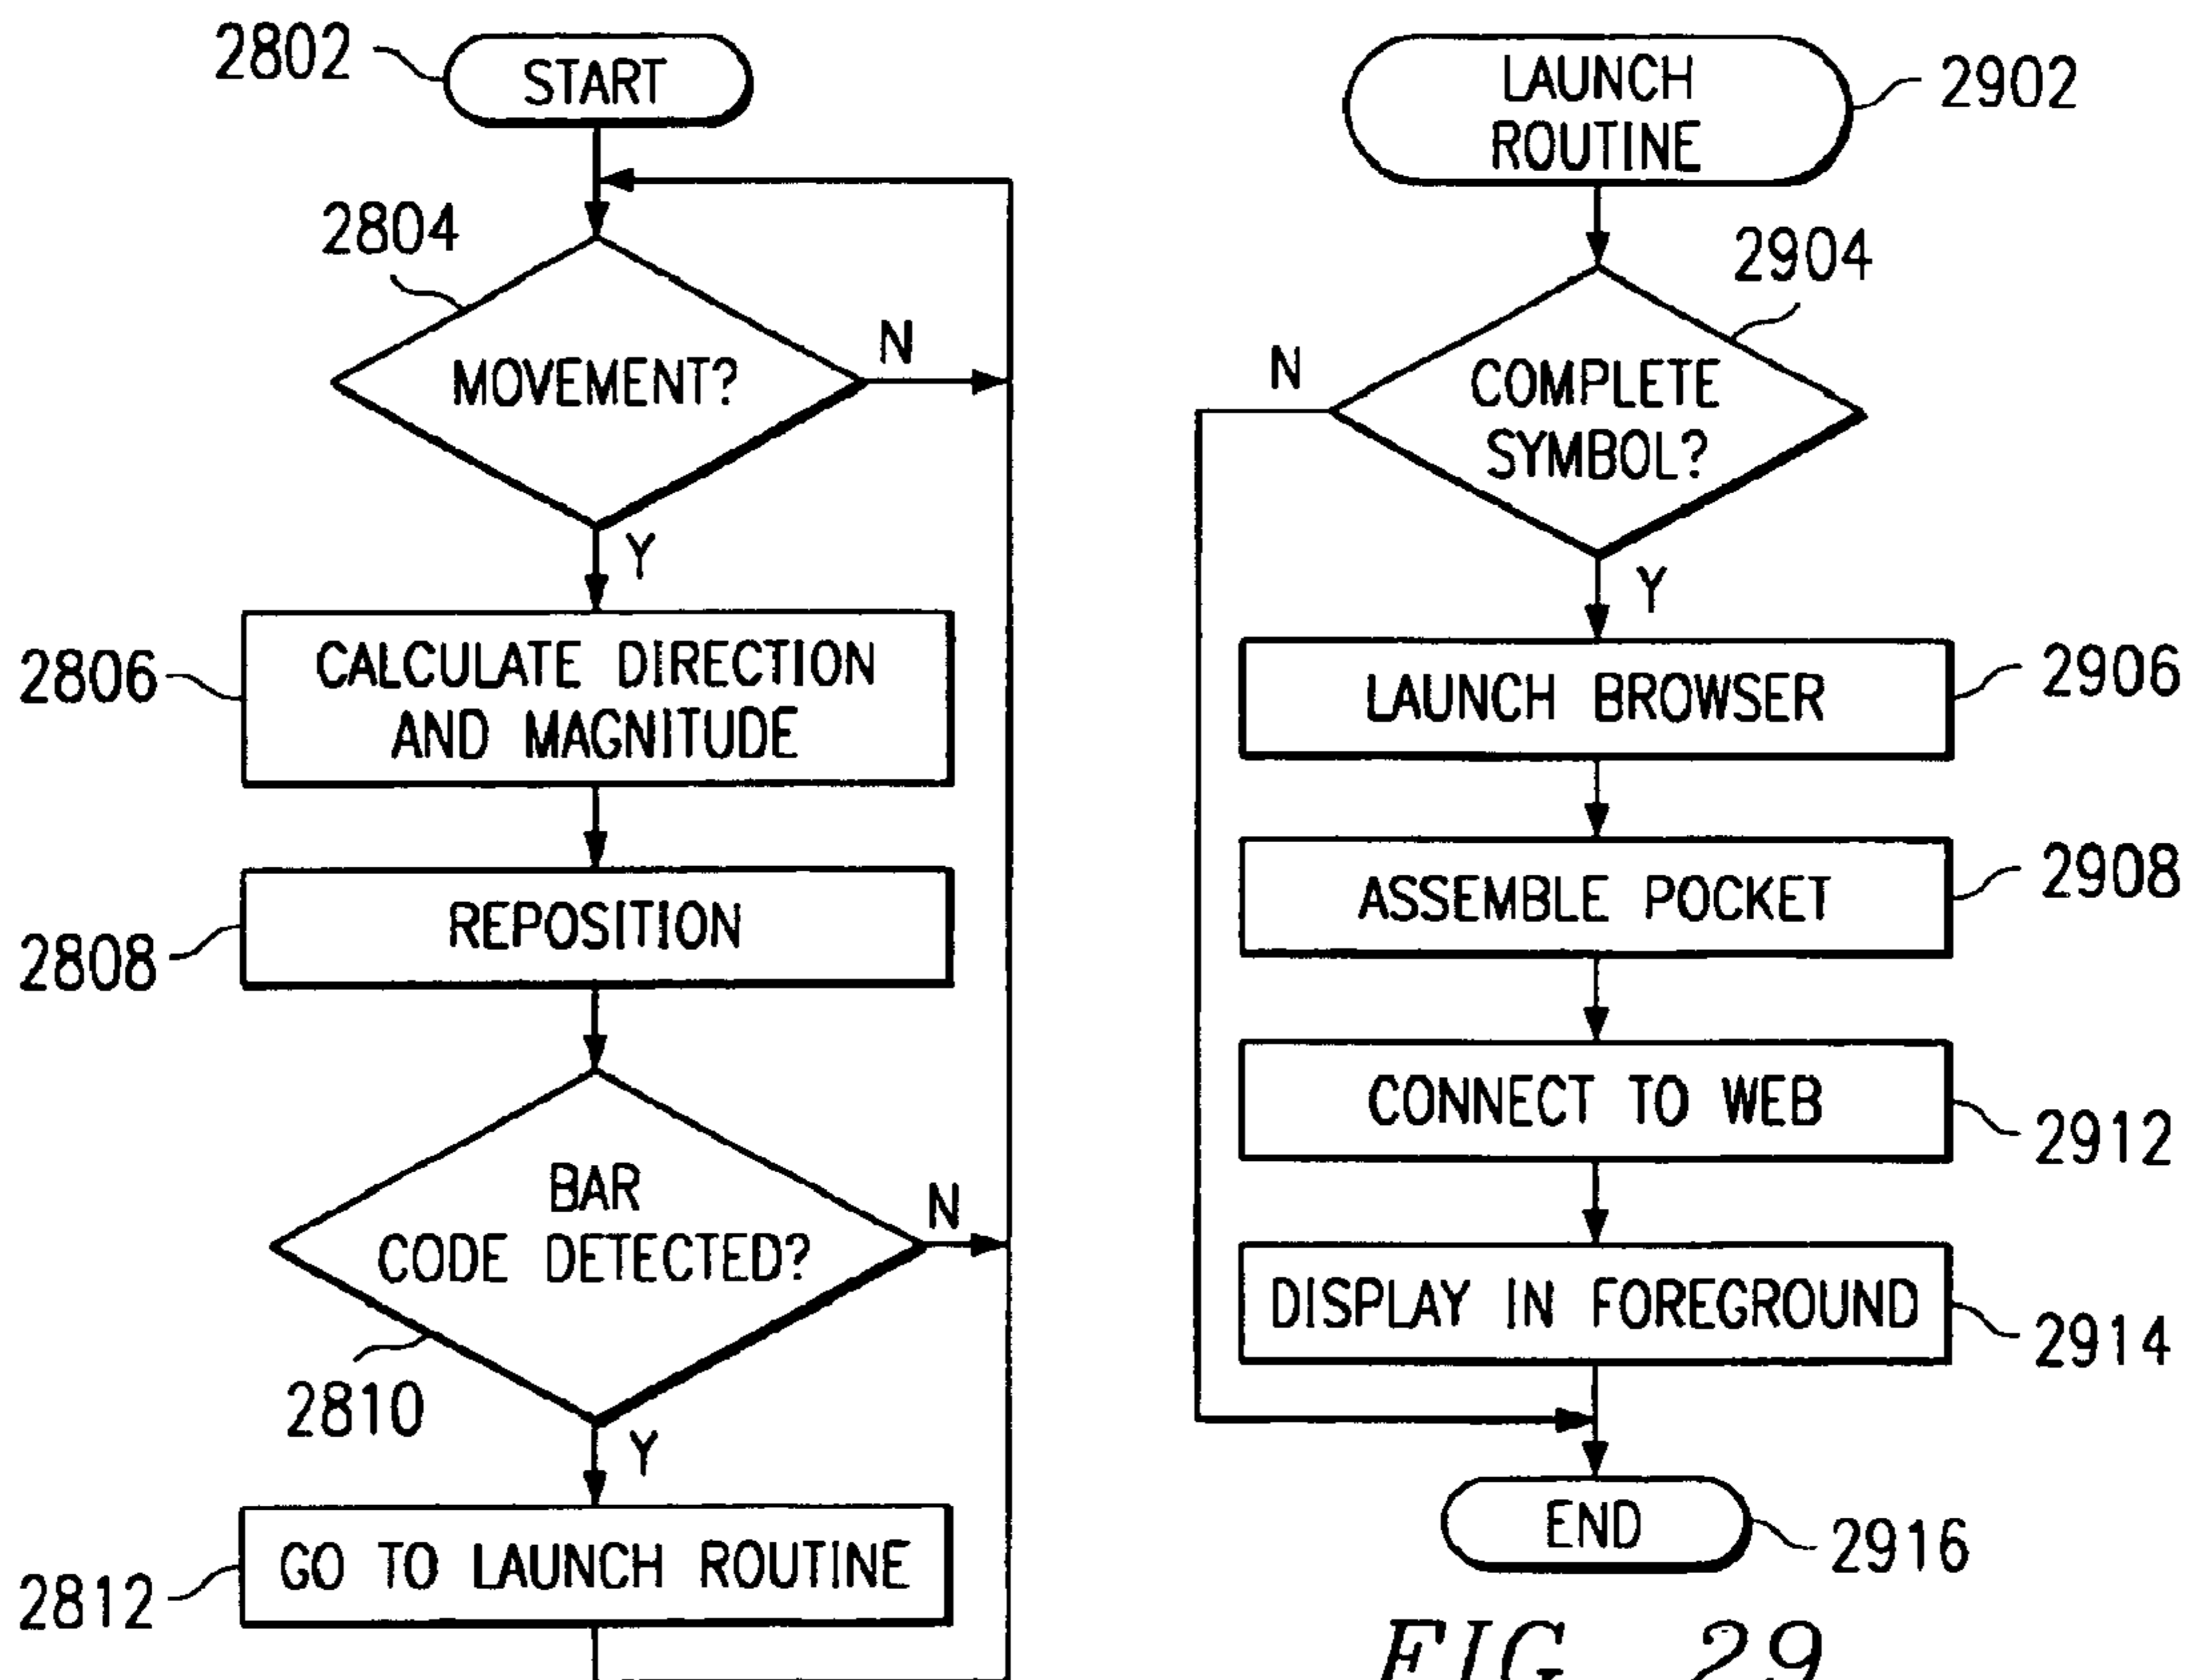 2802
START
2804
MOVEMENT?
N
Y
2806
CALCULATE DIRECTION
AND MAGNITUDE
2808
REPOSITION
BAR
CODE DETECTED?
N
2810
Y
2812
GO TO LAUNCH ROUTINE
LAUNCH
ROUTINE
2902
2904
N
COMPLETE
SYMBOL?
Y
LAUNCH BROWSER
2906
ASSEMBLE POCKET
2908
CONNECT TO WEB
2912
DISPLAY IN FOREGROUND
2914
END
2916
FIG. 29